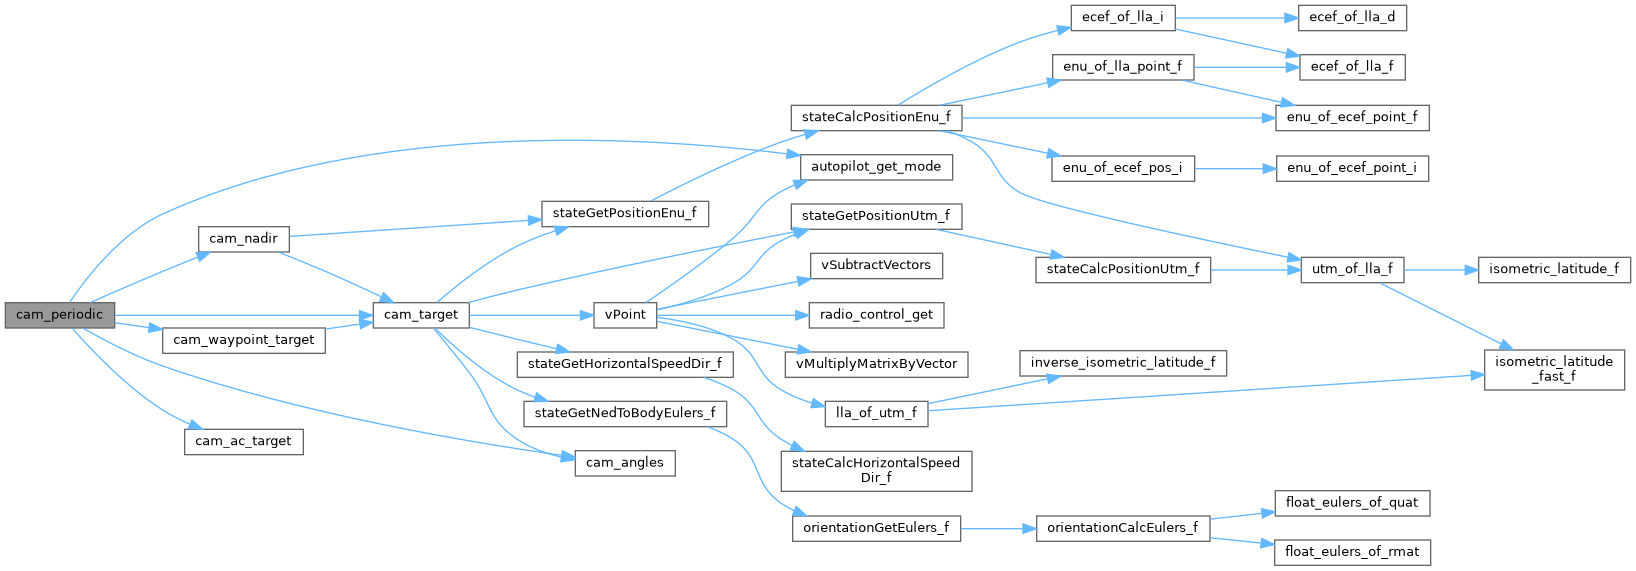 cam_periodic
cam_nadir
cam_waypoint_target
cam_ac_target
cam_target
stateGetPositionEnu_f
stateGetHorizontalSpeedDir_f
stateGetNedToBodyEulers_f
cam_angles
vPoint
stateCalcPositionEnu_f
autopilot_get_mode
stateGetPositionUtm_f
vSubtractVectors
radio_control_get
vMultiplyMatrixByVector
lla_of_utm_f
stateCalcHorizontalSpeed
Dir_f
orientationGetEulers_f
ecef_of_lla_i
enu_of_lla_point_f
enu_of_ecef_pos_i
stateCalcPositionUtm_f
inverse_isometric_latitude_f
orientationCalcEulers_f
ecef_of_lla_d
ecef_of_lla_f
enu_of_ecef_point_f
enu_of_ecef_point_i
utm_of_lla_f
float_eulers_of_quat
float_eulers_of_rmat
isometric_latitude_f
isometric_latitude
_fast_f